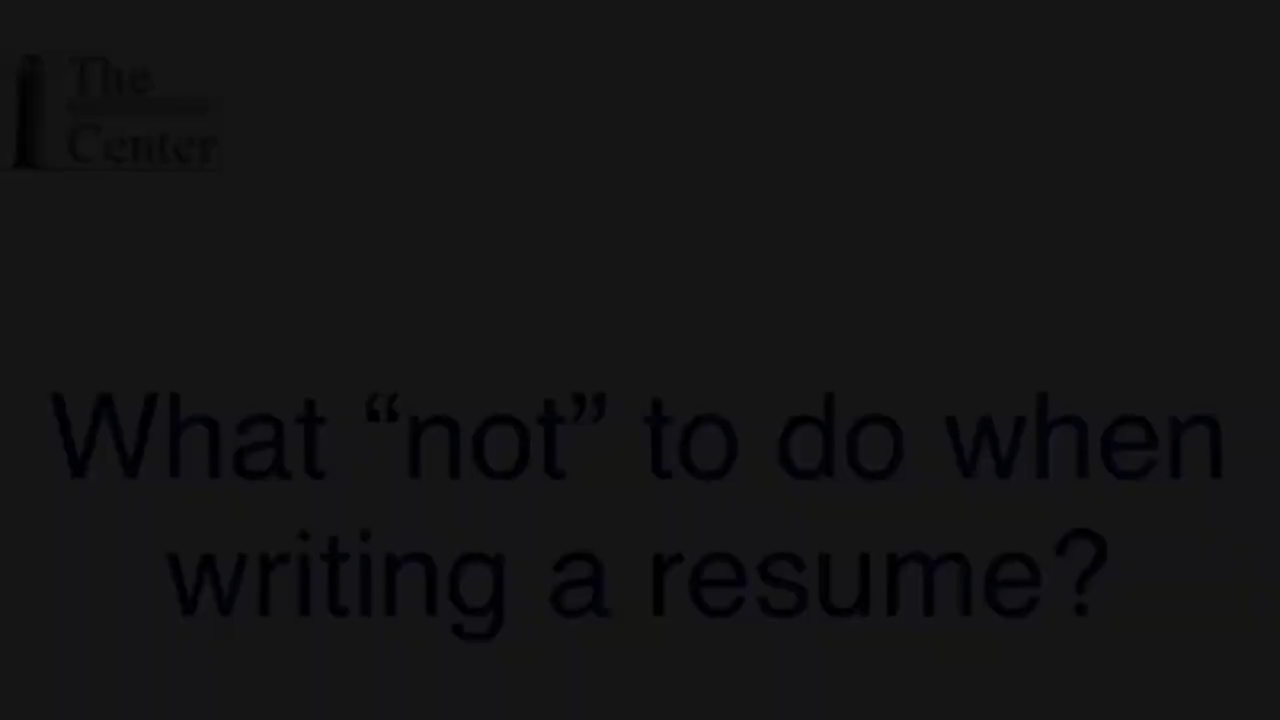 The
Center
What “not” to do when
writing a resume?